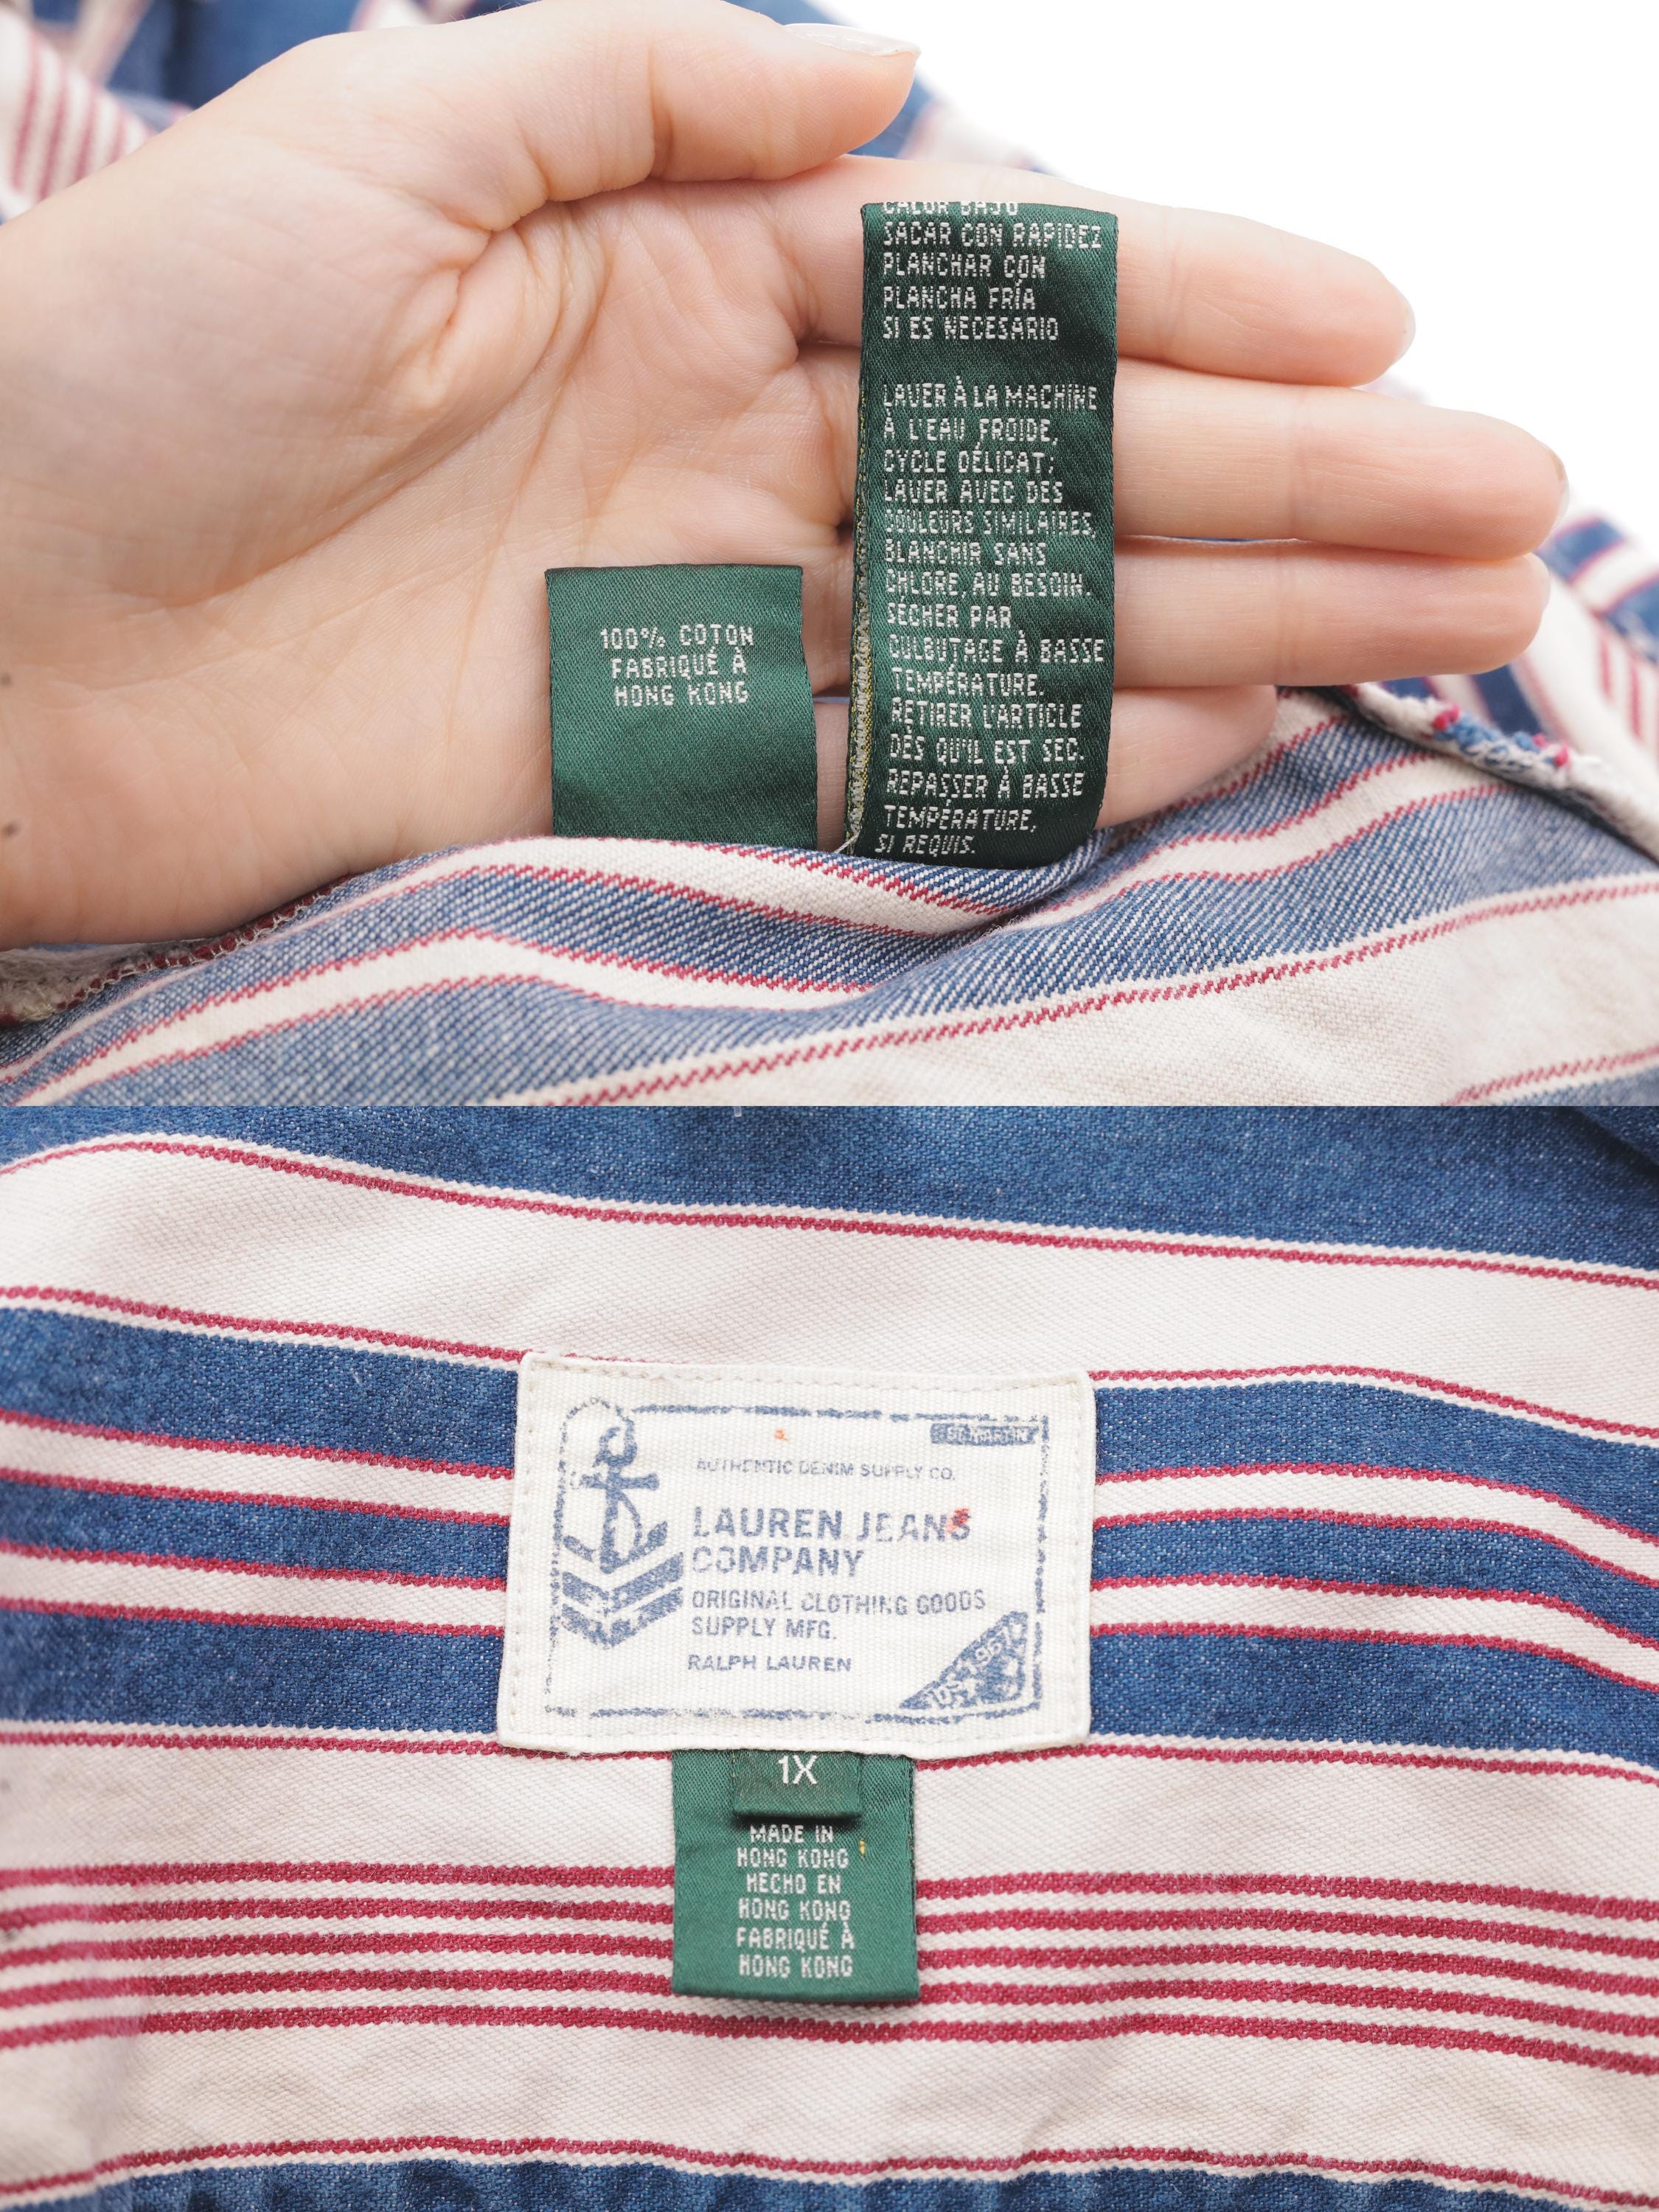 SACAR CON RAPIDEZ
PLANCHAR CON
PLANCHA FRÍA
SI ES NECESARIO
LAVER À LA MACHINE
À L'EAU FROIDE,
CYCLE DÉLICAT;
LAVER AVEC DES
COULEURS SIMILAIRES,
BLANCHIR SANS
CHLORE, AU BESOIN.
SÉCHER PAR
CULBUTAGE À BASSE
TEMPÉRATURE.
RETIRER L'ARTICLE
DÈS QU'IL EST SEC.
REPASSER À BASSE
TEMPÉRATURE,
SI REQUIS.
100% COTON
FABRIQUÉ À
HONG KONG
AUTHENTIC DENIM SUPPLY CO.
LAUREN JEANS
COMPANY
ORIGINAL CLOTHING GOODS
SUPPLY MFG.
RALPH LAUREN
1X
MADE IN
HONG KONG
HECHO EN
HONG KONG
FABRIQUÉ À
HONG KONG